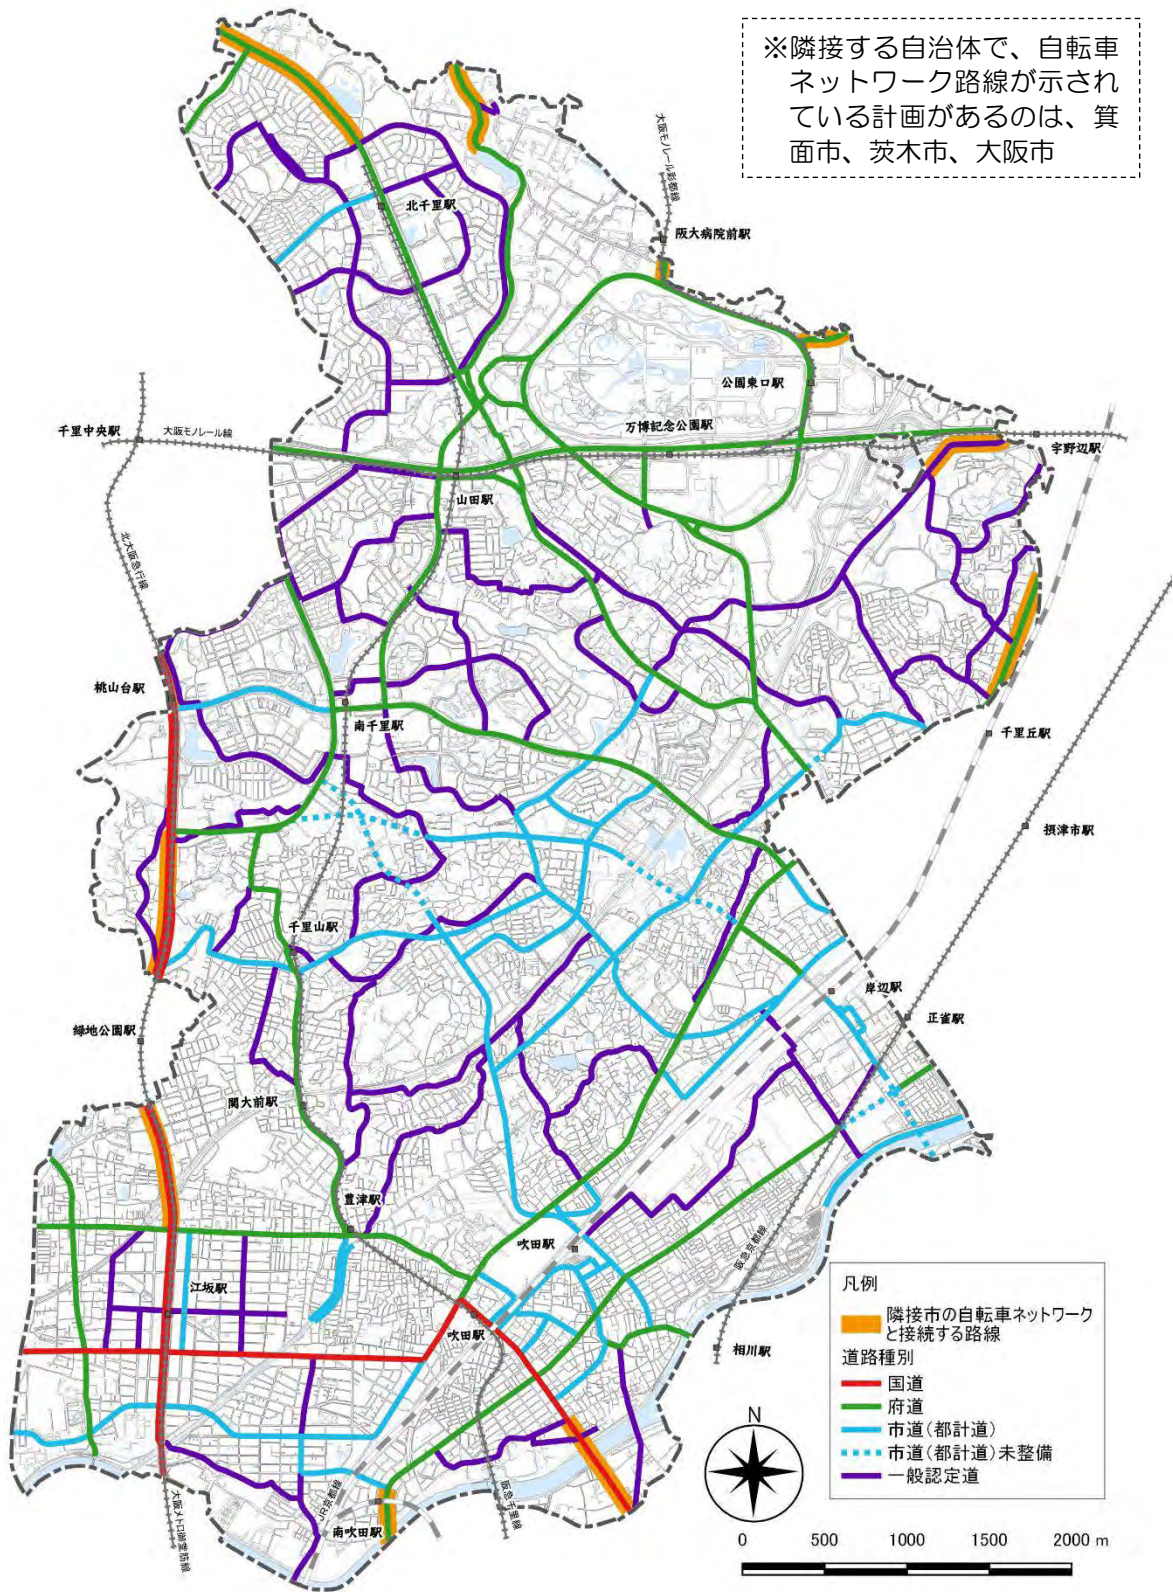 ※隣接する自治体で、自転車
ネットワーク路線が示され
ている計画があるのは、箕
面市、茨木市、大阪市
大阪モノレール彩都線
北千里駅
阪大病院前駅
公園東口駅
千里中央駅
大阪モノレール線
万博記念公園駅
宇野辺駅
山田駅
北大阪急行線
桃山台駅
南千里駅
千里丘駅
摂津市駅
千里山駅
岸辺駅
正雀駅
緑地公園駅
関大前駅
豊津駅
吹田駅
阪急京都線
江坂駅
吹田駅
相川駅
凡例
隣接市の自転車ネットワーク
と接続する路線
道路種別
国道
府道
市道(都計道)
市道(都計道)未整備
一般認定道
N
JR京都線
阪急千里線
大阪メトロ御堂筋線
南吹田駅
0 500 1000 1500 2000 m